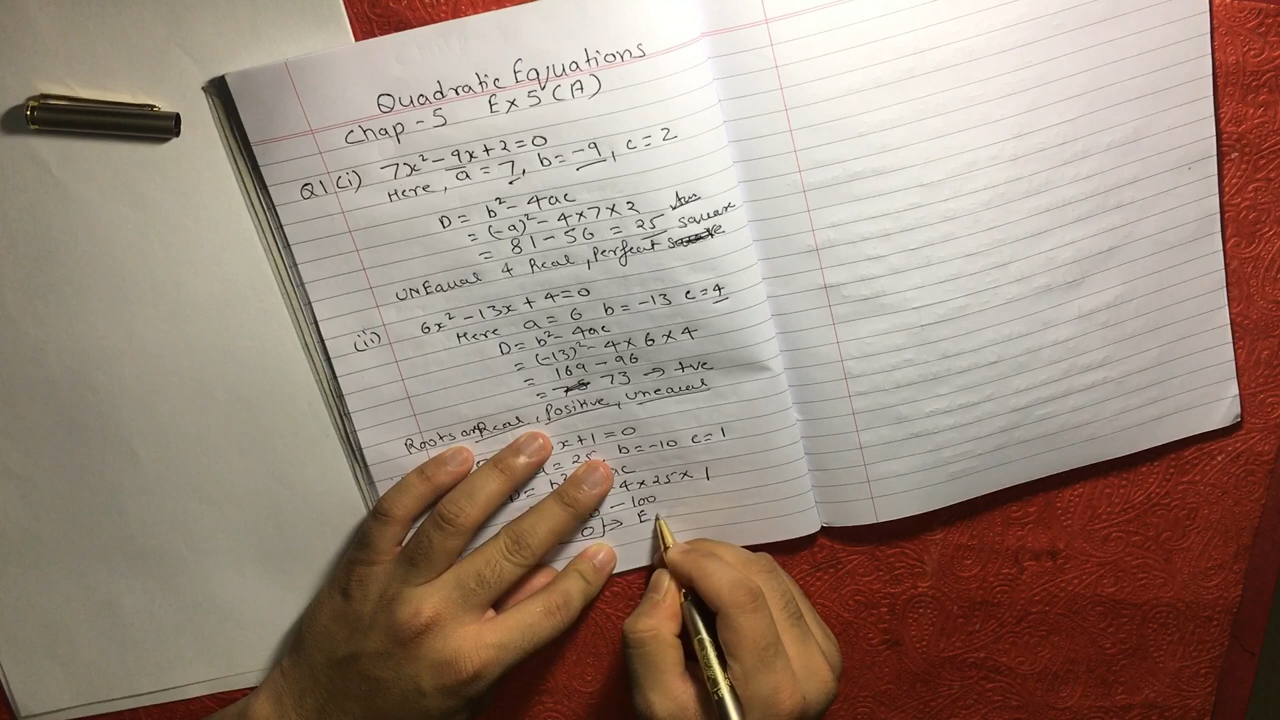 Quadratic Equations
Chap - 5 Ex 5(A)
Q1(i) 7x² - 9x + 2 = 0
Here, a = 7, b = -9, c = 2
D = b² - 4ac
= (-9)² - 4 × 7 × 2
= 81 - 56 = 25 Ans
UNEqual & Real, Perfect square
(ii) 6x² - 13x + 4 = 0
Here a = 6 b = -13 c = 4
D = b² - 4ac
= (-13)² - 4 × 6 × 4
= 169 - 96
= 73 → +ve
Roots are Real, Positive, unequal
x + 1 = 0
a = 25, b = -10 c = 1
D = b² ac
4 × 25 × 1
0 - 100
0 → E